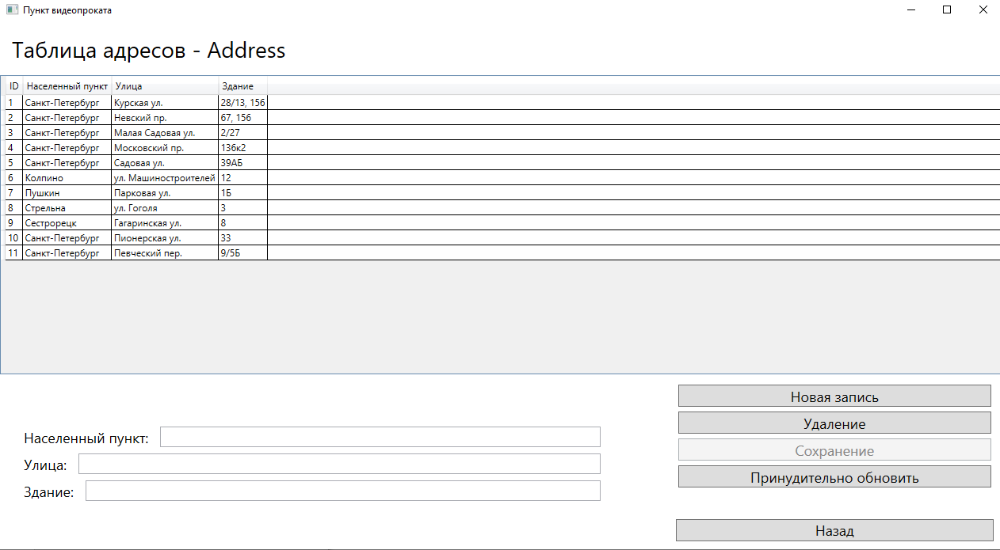 Пункт видеопроката
Таблица адресов - Address
ID Населенный пункт Улица Здание
1 Санкт-Петербург Курская ул. 28/13, 156
2 Санкт-Петербург Невский пр. 67, 156
3 Санкт-Петербург Малая Садовая ул. 2/27
4 Санкт-Петербург Московский пр. 136к2
5 Санкт-Петербург Садовая ул. 39АБ
6 Колпино ул. Машиностроителей 12
7 Пушкин Парковая ул. 1Б
8 Стрельна ул. Гоголя 3
9 Сестрорецк Гагаринская ул. 8
10 Санкт-Петербург Пионерская ул. 33
11 Санкт-Петербург Певческий пер. 9/5Б
Населенный пункт:
Улица:
Здание:
Новая запись
Удаление
Сохранение
Принудительно обновить
Назад